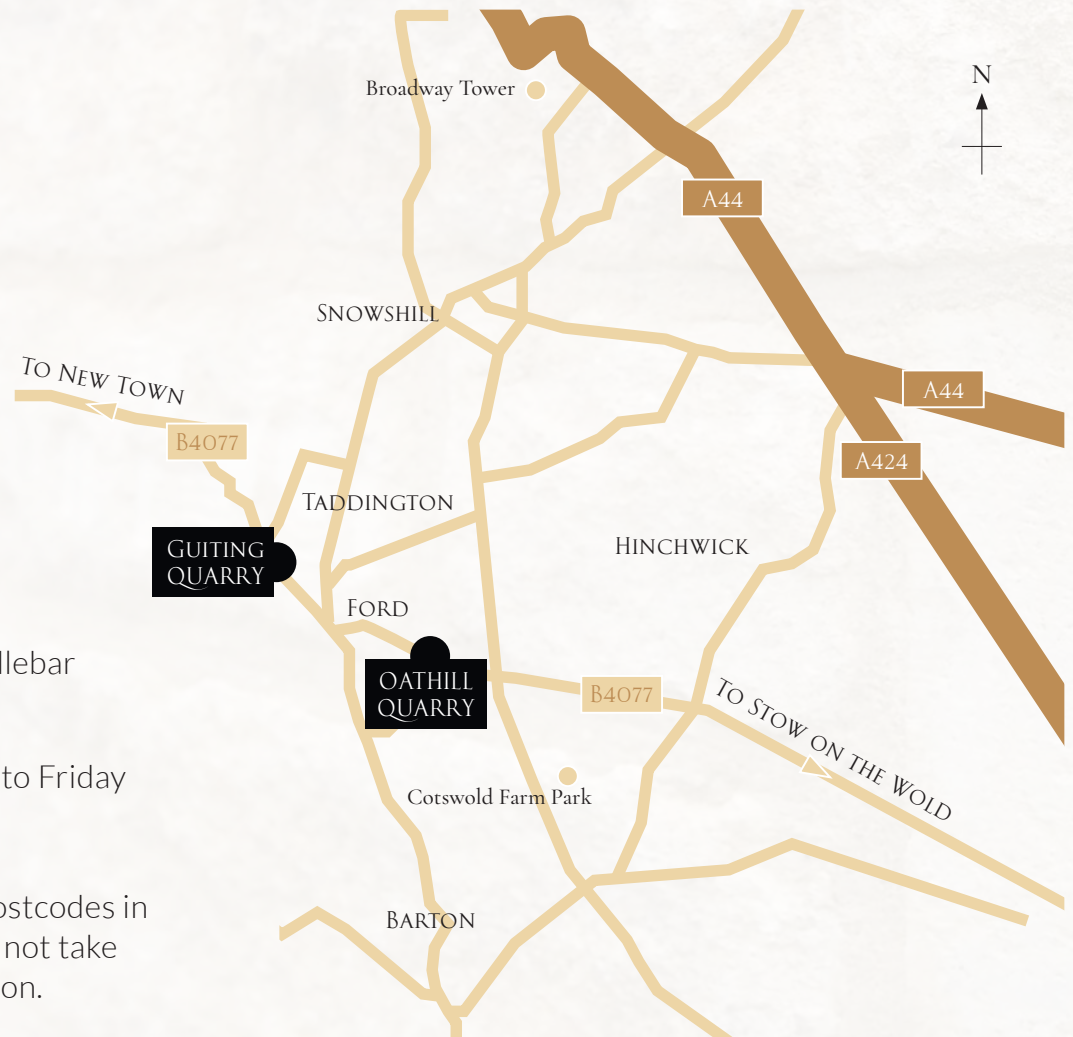 N
Broadway Tower
A44
SNOWSHILL
TO NEW TOWN
A44
B4077
A424
TADDINGTON
GUITING
QUARRY
HINCHWICK
FORD
OATHILL
QUARRY
B4077
TO STOW ON THE WOLD
Cotswold Farm Park
BARTON
llebar
to Friday
ostcodes in
not take
on.